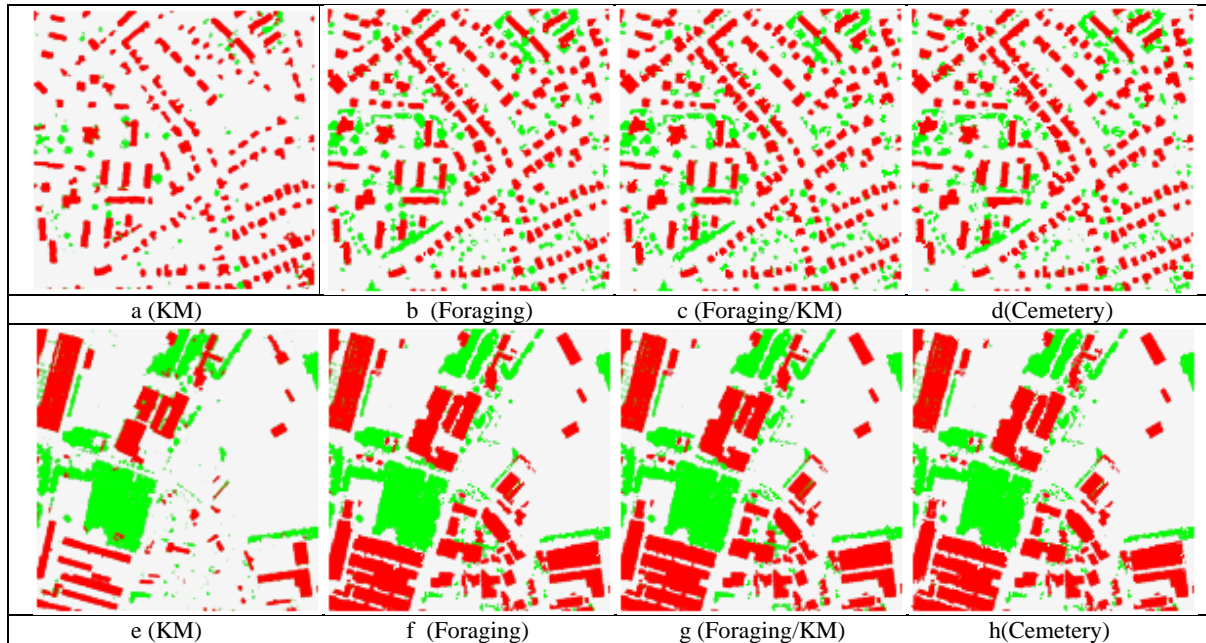 a (KM)
b (Foraging)
c (Foraging/KM)
d(Cemetery)
e (KM)
f (Foraging)
g (Foraging/KM)
h(Cemetery)